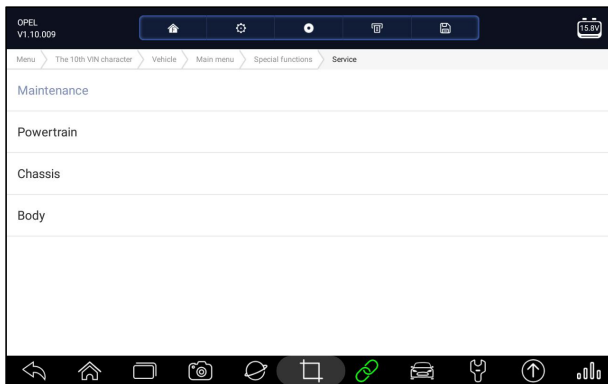 OPEL
V1.10.009
15.8V
Menu The 10th VIN character Vehicle Main menu Special functions Service
Maintenance
Powertrain
Chassis
Body